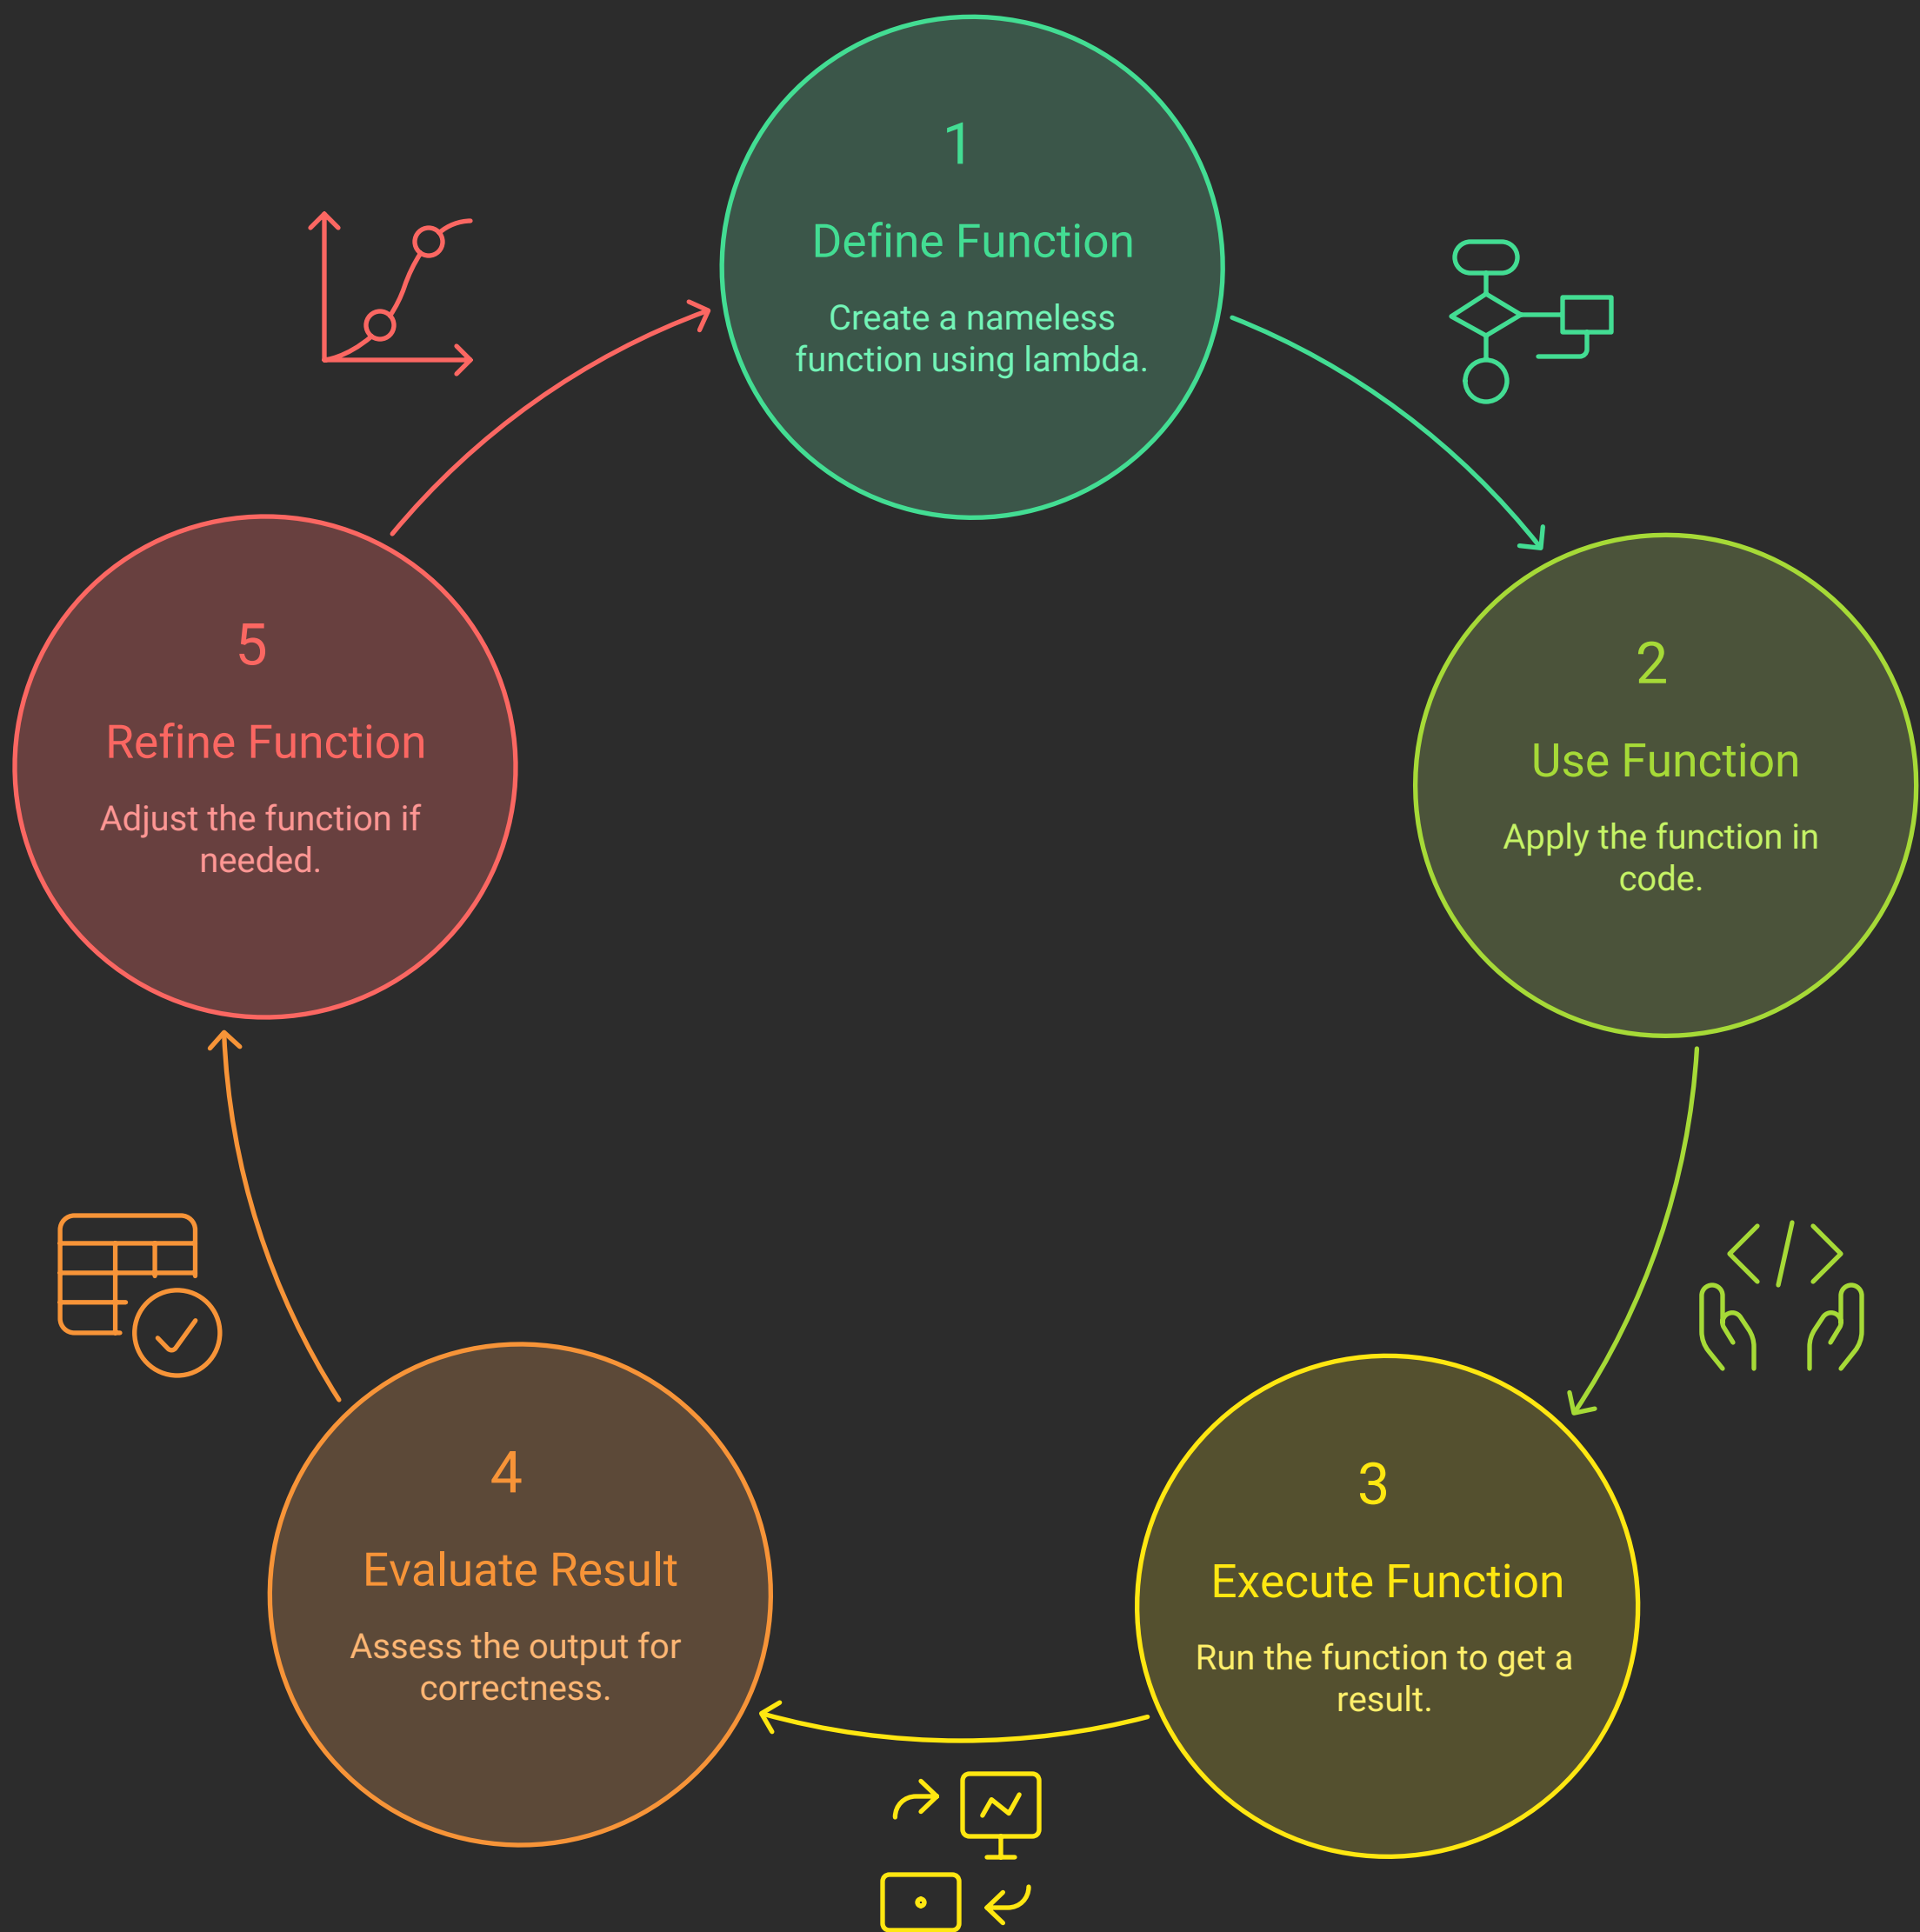 1
Define Function
Create a nameless
function using lambda.
2
Use Function
Apply the function in
code.
3
Execute Function
Run the function to get a
result.
4
Evaluate Result
Assess the output for
correctness.
5
Refine Function
Adjust the function if
needed.